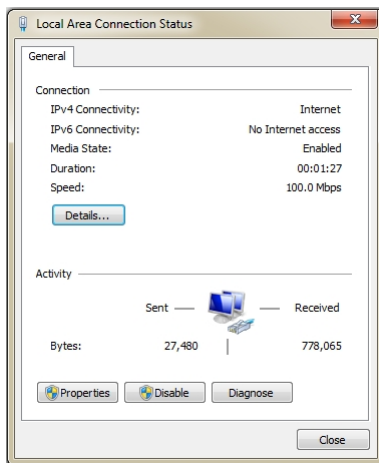 Local Area Connection Status
General
Connection
IPv4 Connectivity: Internet
IPv6 Connectivity: No Internet access
Media State: Enabled
Duration: 00:01:27
Speed: 100.0 Mbps
Details...
Activity
Sent — — Received
Bytes: 27,480 | 778,065
Properties Disable Diagnose
Close